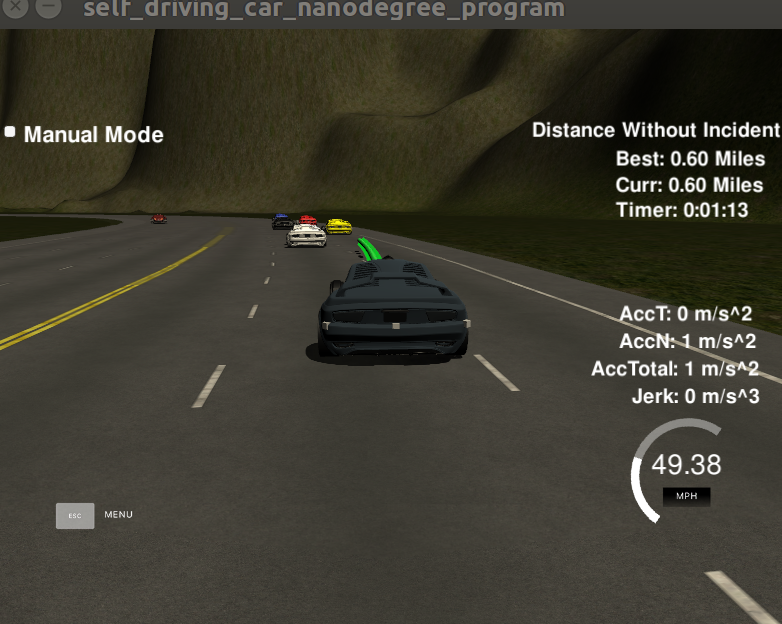 self_driving_car_nanodegree_program
Manual Mode
Distance Without Incident
Best: 0.60 Miles
Curr: 0.60 Miles
Timer: 0:01:13
AccT: 0 m/s^2
AccN: 1 m/s^2
AccTotal: 1 m/s^2
Jerk: 0 m/s^3
49.38
MPH
ESC MENU